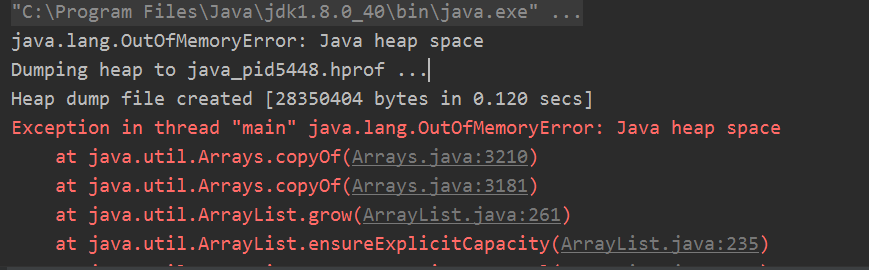 "C:\Program Files\Java\jdk1.8.0_40\bin\java.exe" ...
java.lang.OutOfMemoryError: Java heap space
Dumping heap to java_pid5448.hprof ...
Heap dump file created [28350404 bytes in 0.120 secs]
Exception in thread "main" java.lang.OutOfMemoryError: Java heap space
at java.util.Arrays.copyOf(Arrays.java:3210)
at java.util.Arrays.copyOf(Arrays.java:3181)
at java.util.ArrayList.grow(ArrayList.java:261)
at java.util.ArrayList.ensureExplicitCapacity(ArrayList.java:235)